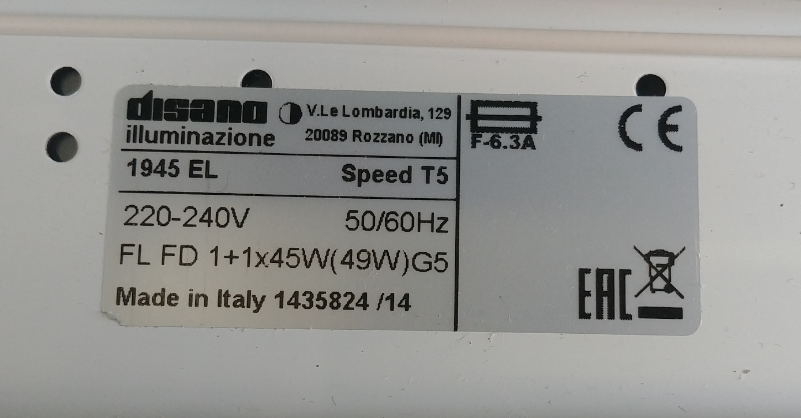 disano V.Le Lombardia, 129
illuminazione 20089 Rozzano (MI)
1945 EL Speed T5
220-240V 50/60Hz
FL FD 1+1x45W(49W)G5
Made in Italy 1435824 /14
F-6.3A
CE
EAC